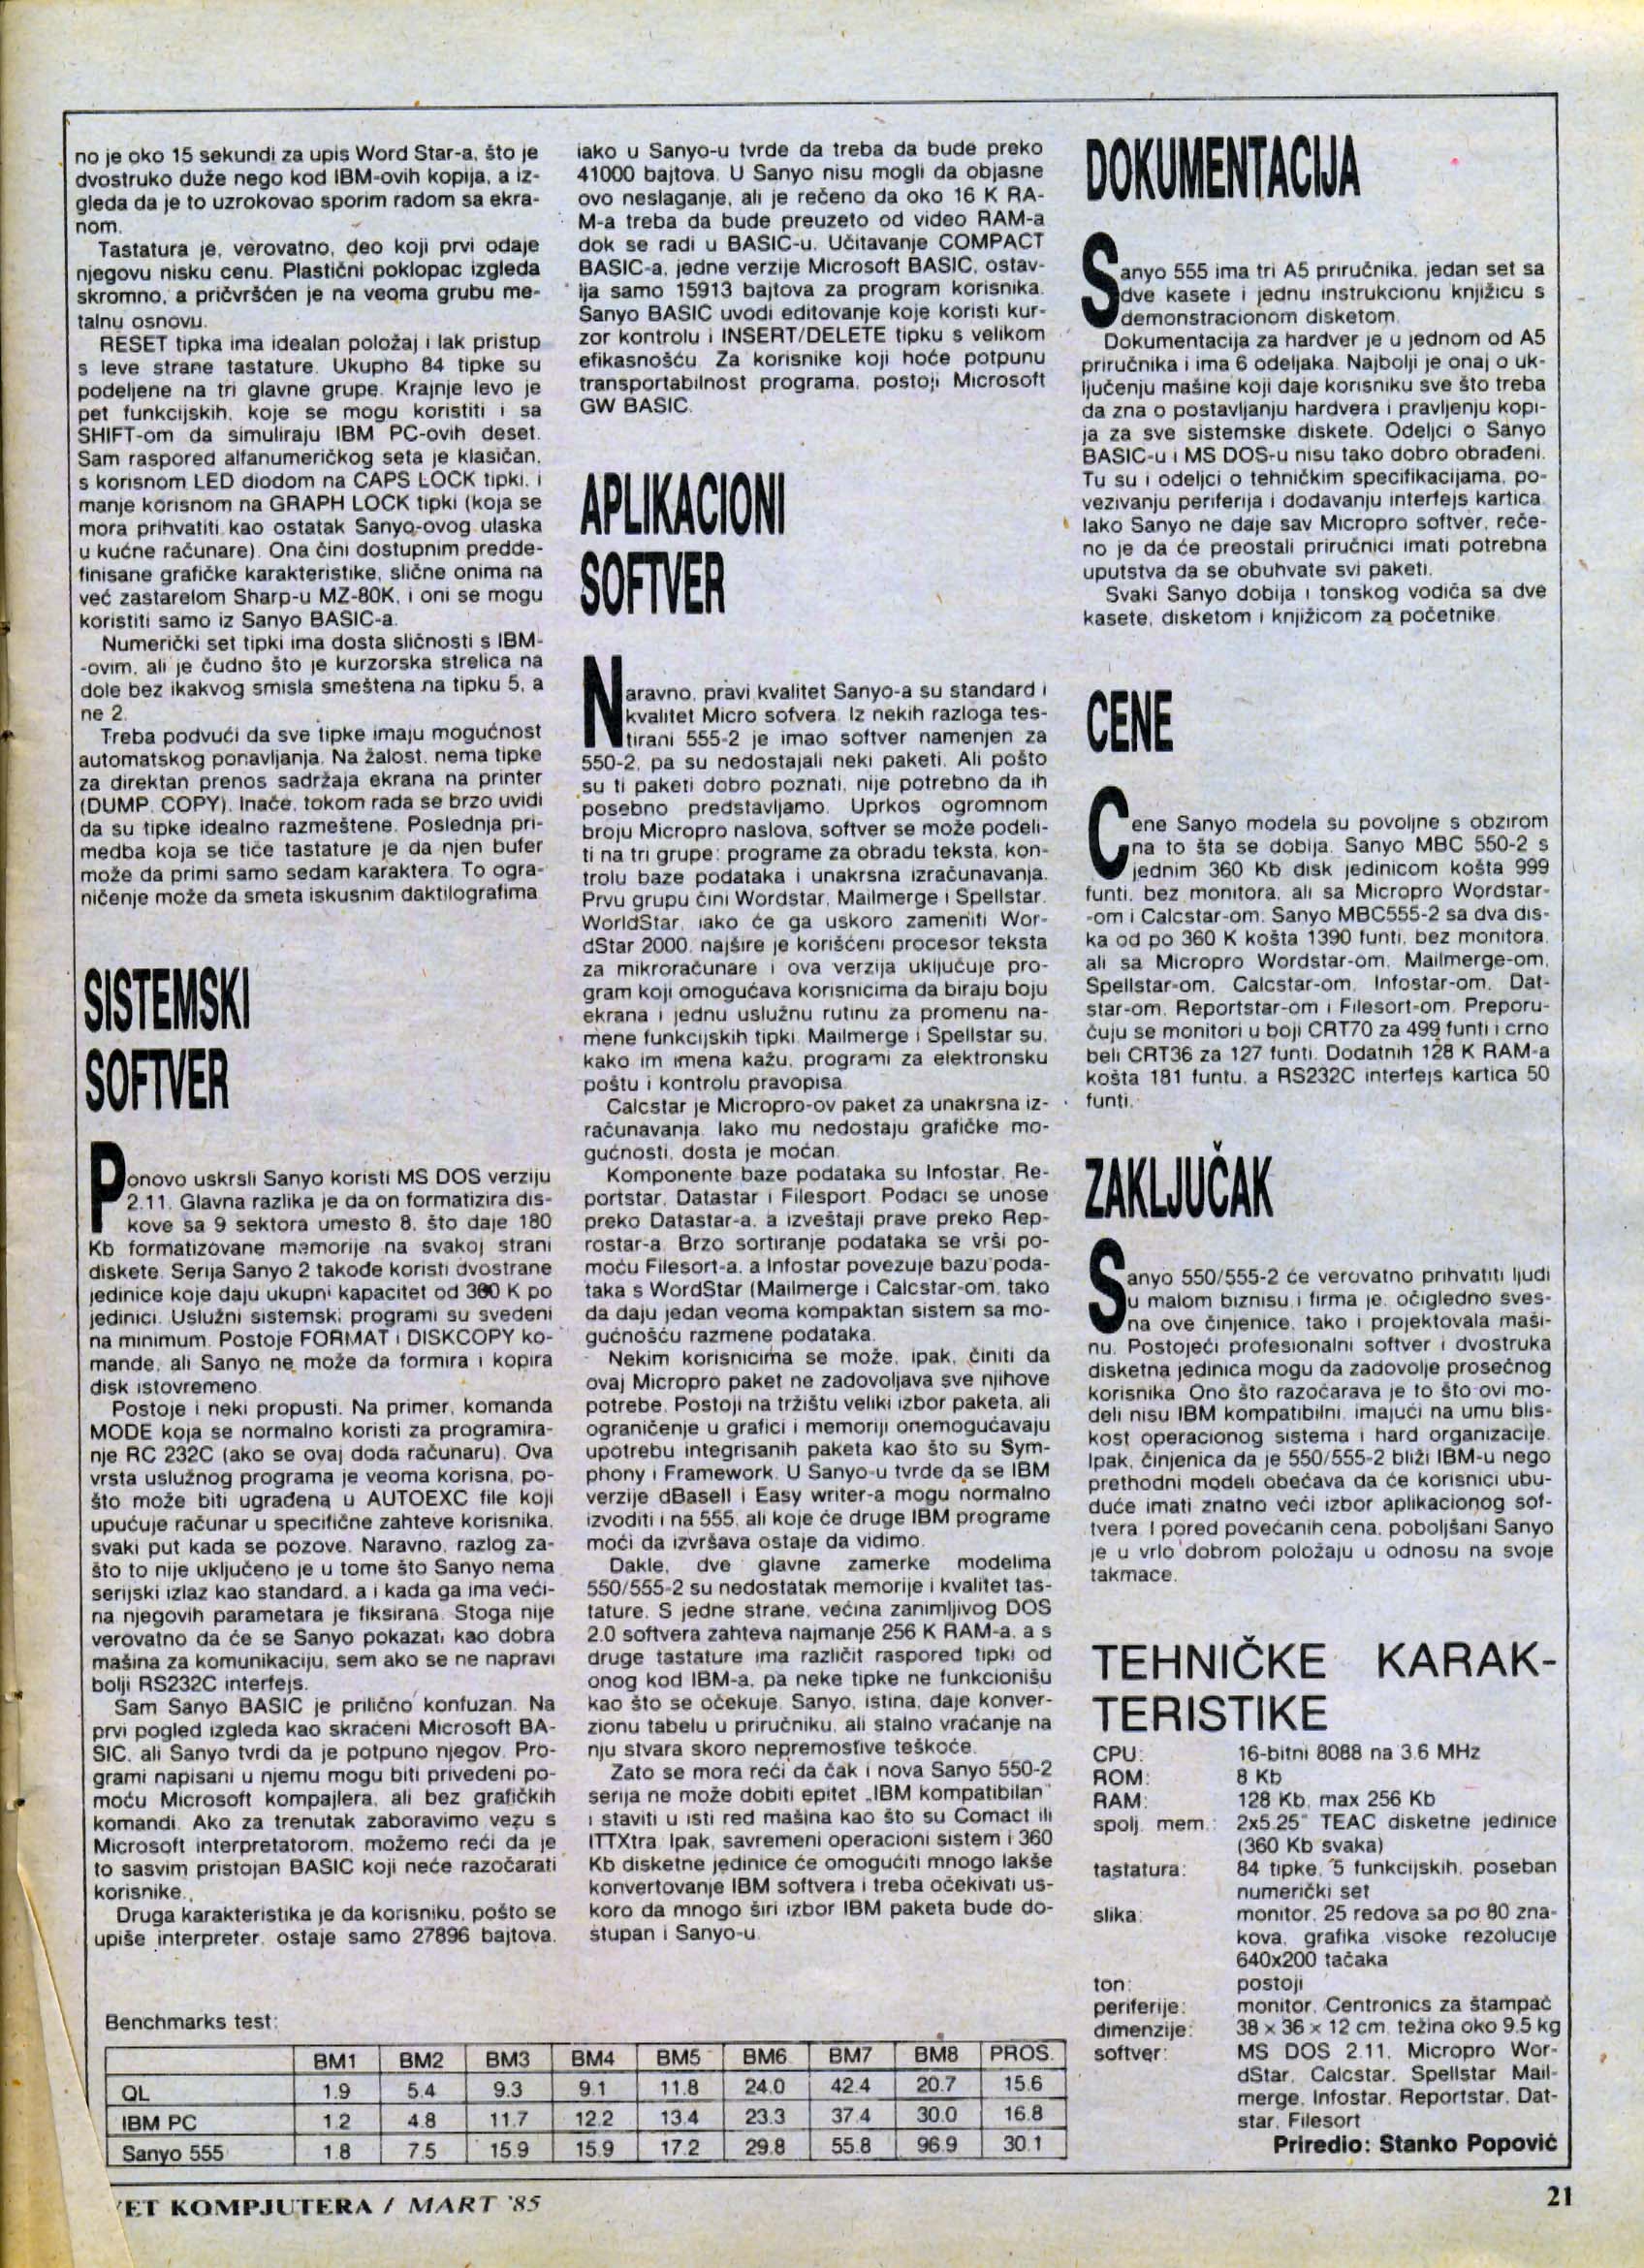 no je oko 15 sekundi za upis Word Star-a, što je
dvostruko duže nego kod IBM-ovih kopija, a iz-
gleda da je to uzrokovao sporim radom sa ekra-
nom.
Tastatura je, verovatno, deo koji prvi odaje
njegovu nisku cenu. Plastični poklopac izgleda
skromno, a pričvršćen je na veoma grubu me-
talnu osnovu.
RESET tipka ima idealan položaj i lak pristup
s leve strane tastature. Ukupno 84 tipke su
podeljene na tri glavne grupe. Krajnje levo je
pet funkcijskih, koje se mogu koristiti i sa
SHIFT-om da simuliraju IBM PC-ovih deset.
Sam raspored alfanumeričkog seta je klasičan,
s korisnom LED diodom na CAPS LOCK tipki, i
manje korisnom na GRAPH LOCK tipki (koja se
mora prihvatiti kao ostatak Sanyo-ovog ulaska
u kućne računare). Ona čini dostupnim predde-
finisane grafičke karakteristike, slične onima na
već zastarelom Sharp-u MZ-80K, i oni se mogu
koristiti samo iz Sanyo BASIC-a.
Numerički set tipki ima dosta sličnosti s IBM-
-ovim, ali je čudno što je kurzorska strelica na
dole bez ikakvog smisla smeštena na tipku 5, a
ne 2.
Treba podvući da sve tipke imaju mogućnost
automatskog ponavljanja. Na žalost, nema tipke
za direktan prenos sadržaja ekrana na printer
(DUMP, COPY). Inače, tokom rada se brzo uvidi
da su tipke idealno razmeštene. Poslednja pri-
medba koja se tiče tastature je da njen bufer
može da primi samo sedam karaktera. To ogra-
ničenje može da smeta iskusnim daktilografima.
SISTEMSKI
SOFTVER
Ponovo uskrsli Sanyo koristi MS DOS verziju
2.11. Glavna razlika je da on formatizira dis-
kove sa 9 sektora umesto 8, što daje 180
Kb formatizovane memorije na svakoj strani
diskete. Serija Sanyo 2 takođe koristi dvostrane
jedinice koje daju ukupni kapacitet od 360 K po
jedinici. Uslužni sistemski programi su svedeni
na minimum. Postoje FORMAT i DISKCOPY ko-
mande, ali Sanyo ne može da formira i kopira
disk istovremeno.
Postoje i neki propusti. Na primer, komanda
MODE koja se normalno koristi za programira-
nje RC 232C (ako se ovaj doda računaru). Ova
vrsta uslužnog programa je veoma korisna, po-
što može biti ugrađena u AUTOEXC file koji
upućuje računar u specifične zahteve korisnika,
svaki put kada se pozove. Naravno, razlog za-
što to nije uključeno je u tome što Sanyo nema
serijski izlaz kao standard, a i kada ga ima veći-
na njegovih parametara je fiksirana. Stoga nije
verovatno da će se Sanyo pokazati kao dobra
mašina za komunikaciju, sem ako se ne napravi
bolji RS232C interfejs.
Sam Sanyo BASIC je prilično konfuzan. Na
prvi pogled izgleda kao skraćeni Microsoft BA-
SIC, ali Sanyo tvrdi da je potpuno njegov. Pro-
grami napisani u njemu mogu biti privedeni po-
moću Microsoft kompajlera, ali bez grafičkih
komandi. Ako za trenutak zaboravimo vezu s
Microsoft interpretatorom, možemo reći da je
to sasvim pristojan BASIC koji neće razočarati
korisnike.
Druga karakteristika je da korisniku, pošto se
upiše interpreter, ostaje samo 27896 bajtova,
iako u Sanyo-u tvrde da treba da bude preko
41000 bajtova. U Sanyo nisu mogli da objasne
ovo neslaganje, ali je rečeno da oko 16 K RA-
M-a treba da bude preuzeto od video RAM-a
dok se radi u BASIC-u. Učitavanje COMPACT
BASIC-a, jedne verzije Microsoft BASIC, ostav-
lja samo 15913 bajtova za program korisnika.
Sanyo BASIC uvodi editovanje koje koristi kur-
zor kontrolu i INSERT/DELETE tipku s velikom
efikasnošću. Za korisnike koji hoće potpunu
transportabilnost programa, postoji Microsoft
GW BASIC.
APLIKACIONI
SOFTVER
Naravno, pravi kvalitet Sanyo-a su standard i
kvalitet Micro sofvera. Iz nekih razloga tes-
tirani 555-2 je imao softver namenjen za
550-2, pa su nedostajali neki paketi. Ali pošto
su ti paketi dobro poznati, nije potrebno da ih
posebno predstavljamo. Uprkos ogromnom
broju Micropro naslova, softver se može podeli-
ti na tri grupe: programe za obradu teksta, kon-
trolu baze podataka i unakrsna izračunavanja.
Prvu grupu čini Wordstar, Mailmerge i Spellstar.
WorldStar, iako će ga uskoro zameniti Wor-
dStar 2000, najšire je korišćeni procesor teksta
za mikroračunare i ova verzija uključuje pro-
gram koji omogućava korisnicima da biraju boju
ekrana i jednu uslužnu rutinu za promenu na-
mene funkcijskih tipki. Mailmerge i Spellstar su,
kako im imena kažu, programi za elektronsku
poštu i kontrolu pravopisa.
Calcstar je Micropro-ov paket za unakrsna iz-
računavanja. Iako mu nedostaju grafičke mo-
gućnosti, dosta je moćan.
Komponente baze podataka su Infostar, Re-
portstar, Datastar i Filesport. Podaci se unose
preko Datastar-a, a izveštaji prave preko Rep-
rostar-a. Brzo sortiranje podataka se vrši po-
moću Filesort-a, a Infostar povezuje bazu poda-
taka s WordStar (Mailmerge i Calcstar-om, tako
da daju jedan veoma kompaktan sistem sa mo-
gućnošću razmene podataka.
Nekim korisnicima se može, ipak, činiti da
ovaj Micropro paket ne zadovoljava sve njihove
potrebe. Postoji na tržištu veliki izbor paketa, ali
ograničenje u grafici i memoriji onemogućavaju
upotrebu integrisanih paketa kao što su Sym-
phony i Framework. U Sanyo-u tvrde da se IBM
verzije dBaseII i Easy writer-a mogu normalno
izvoditi i na 555, ali koje će druge IBM programe
moći da izvršava ostaje da vidimo.
Dakle, dve glavne zamerke modelima
550/555-2 su nedostatak memorije i kvalitet tas-
tature. S jedne strane, većina zanimljivog DOS
2.0 softvera zahteva najmanje 256 K RAM-a, a s
druge tastature ima različit raspored tipki od
onog kod IBM-a, pa neke tipke ne funkcionišu
kao što se očekuje. Sanyo, istina, daje konver-
zionu tabelu u priručniku, ali stalno vraćanje na
nju stvara skoro nepremostive teškoće.
Zato se mora reći da čak i nova Sanyo 550-2
serija ne može dobiti epitet „IBM kompatibilan"
i staviti u isti red mašina kao što su Comact ili
ITTXtra. Ipak, savremeni operacioni sistem i 360
Kb disketne jedinice će omogućiti mnogo lakše
konvertovanje IBM softvera i treba očekivati us-
koro da mnogo širi izbor IBM paketa bude do-
stupan i Sanyo-u.
DOKUMENTACIJA
Sanyo 555 ima tri A5 priručnika, jedan set sa
dve kasete i jednu instrukcionu knjižicu s
demonstracionom disketom.
Dokumentacija za hardver je u jednom od A5
priručnika i ima 6 odeljaka. Najbolji je onaj o uk-
ljučenju mašine koji daje korisniku sve što treba
da zna o postavljanju hardvera i pravljenju kopi-
ja za sve sistemske diskete. Odeljci o Sanyo
BASIC-u i MS DOS-u nisu tako dobro obrađeni.
Tu su i odeljci o tehničkim specifikacijama, po-
vezivanju periferija i dodavanju interfejs kartica.
Iako Sanyo ne daje sav Micropro softver, reče-
no je da će preostali priručnici imati potrebna
uputstva da se obuhvate svi paketi.
Svaki Sanyo dobija i tonskog vodiča sa dve
kasete, disketom i knjižicom za početnike.
CENE
Cene Sanyo modela su povoljne s obzirom
na to šta se dobija. Sanyo MBC 550-2 s
jednim 360 Kb disk jedinicom košta 999
funti, bez monitora, ali sa Micropro Wordstar-
-om i Calcstar-om. Sanyo MBC555-2 sa dva dis-
ka od po 360 K košta 1390 funti, bez monitora,
ali sa Micropro Wordstar-om, Mailmerge-om,
Spellstar-om, Calcstar-om, Infostar-om, Dat-
star-om, Reportstar-om i Filesort-om. Preporu-
čuju se monitori u boji CRT70 za 499 funti i crno
beli CRT36 za 127 funti. Dodatnih 128 K RAM-a
košta 181 funtu, a RS232C interfejs kartica 50
funti.
ZAKLJUČAK
Sanyo 550/555-2 će verovatno prihvatiti ljudi
u malom biznisu i firma je, očigledno sves-
na ove činjenice, tako i projektovala maši-
nu. Postojeći profesionalni softver i dvostruka
disketna jedinica mogu da zadovolje prosečnog
korisnika. Ono što razočarava je to što ovi mo-
deli nisu IBM kompatibilni, imajući na umu blis-
kost operacionog sistema i hard organizacije.
Ipak, činjenica da je 550/555-2 bliži IBM-u nego
prethodni modeli obećava da će korisnici ubu-
duće imati znatno veći izbor aplikacionog sof-
tvera. I pored povećanih cena, poboljšani Sanyo
je u vrlo dobrom položaju u odnosu na svoje
takmace.
TEHNIČKE KARAK-
TERISTIKE
CPU: 16-bitni 8088 na 3.6 MHz
ROM: 8 Kb
RAM: 128 Kb, max 256 Kb
spolj. mem.: 2x5.25" TEAC disketne jedinice
(360 Kb svaka)
tastatura: 84 tipke, 5 funkcijskih, poseban
numerički set
slika: monitor, 25 redova sa po 80 zna-
kova, grafika visoke rezolucije
640x200 tačaka
ton: postoji
periferije: monitor, Centronics za štampač
dimenzije: 38 x 36 x 12 cm, težina oko 9.5 kg
softver: MS DOS 2.11, Micropro Wor-
dStar, Calcstar, Spellstar Mail-
merge, Infostar, Reportstar, Dat-
star, Filesort
Priredio: Stanko Popović
Benchmarks test:
BM1 BM2 BM3 BM4 BM5 BM6 BM7 BM8 PROS.
QL 1.9 5.4 9.3 9.1 11.8 24.0 42.4 20.7 15.6
IBM PC 1.2 4.8 11.7 12.2 13.4 23.3 37.4 30.0 16.8
Sanyo 555 1.8 7.5 15.9 15.9 17.2 29.8 55.8 96.9 30.1
ET KOMPJUTERA / MART '85
21